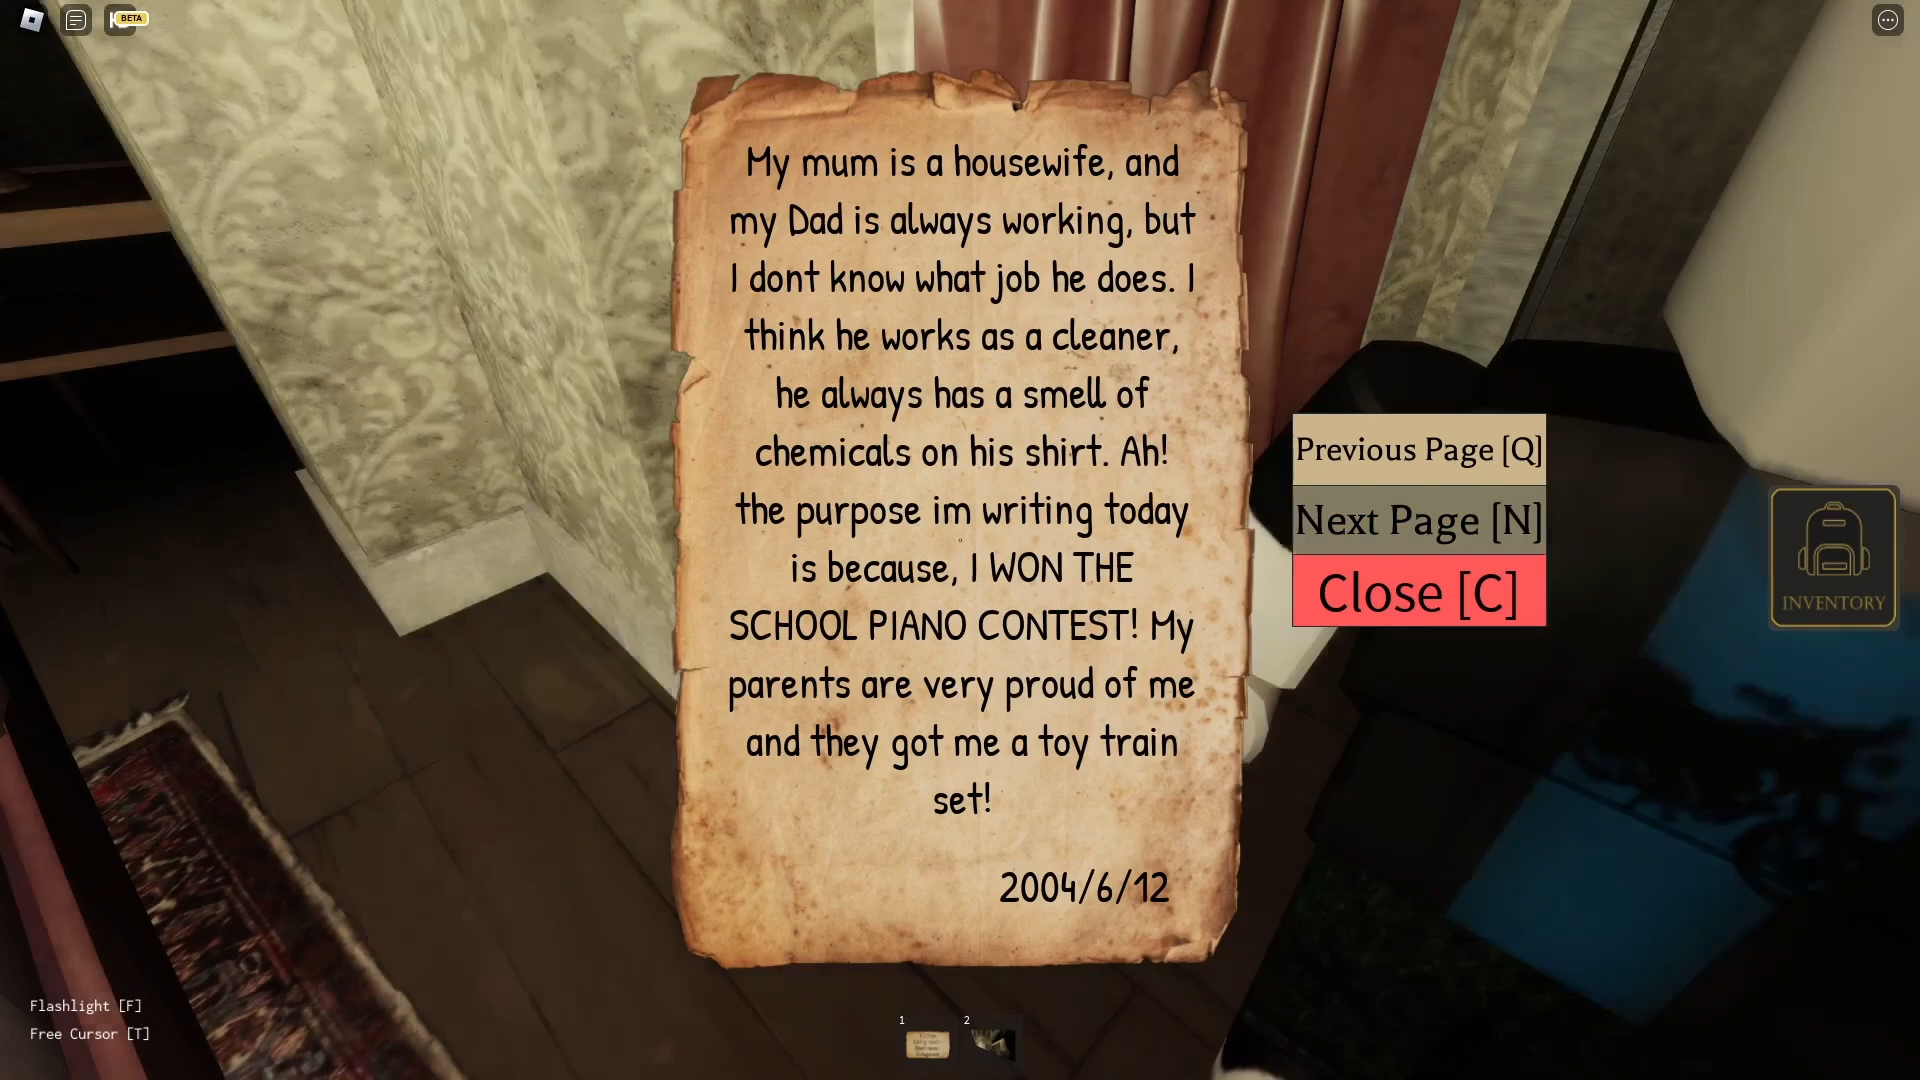 BETA
My mum is a housewife, and
my Dad is always working, but
I dont know what job he does. I
think he works as a cleaner,
he always has a smell of
chemicals on his shirt. Ah!
the purpose im writing today
is because, I WON THE
SCHOOL PIANO CONTEST! My
parents are very proud of me
and they got me a toy train
set!
2004/6/12
Previous Page [Q]
Next Page [N]
Close [C]
INVENTORY
Flashlight [F]
Free Cursor [T]
1
2